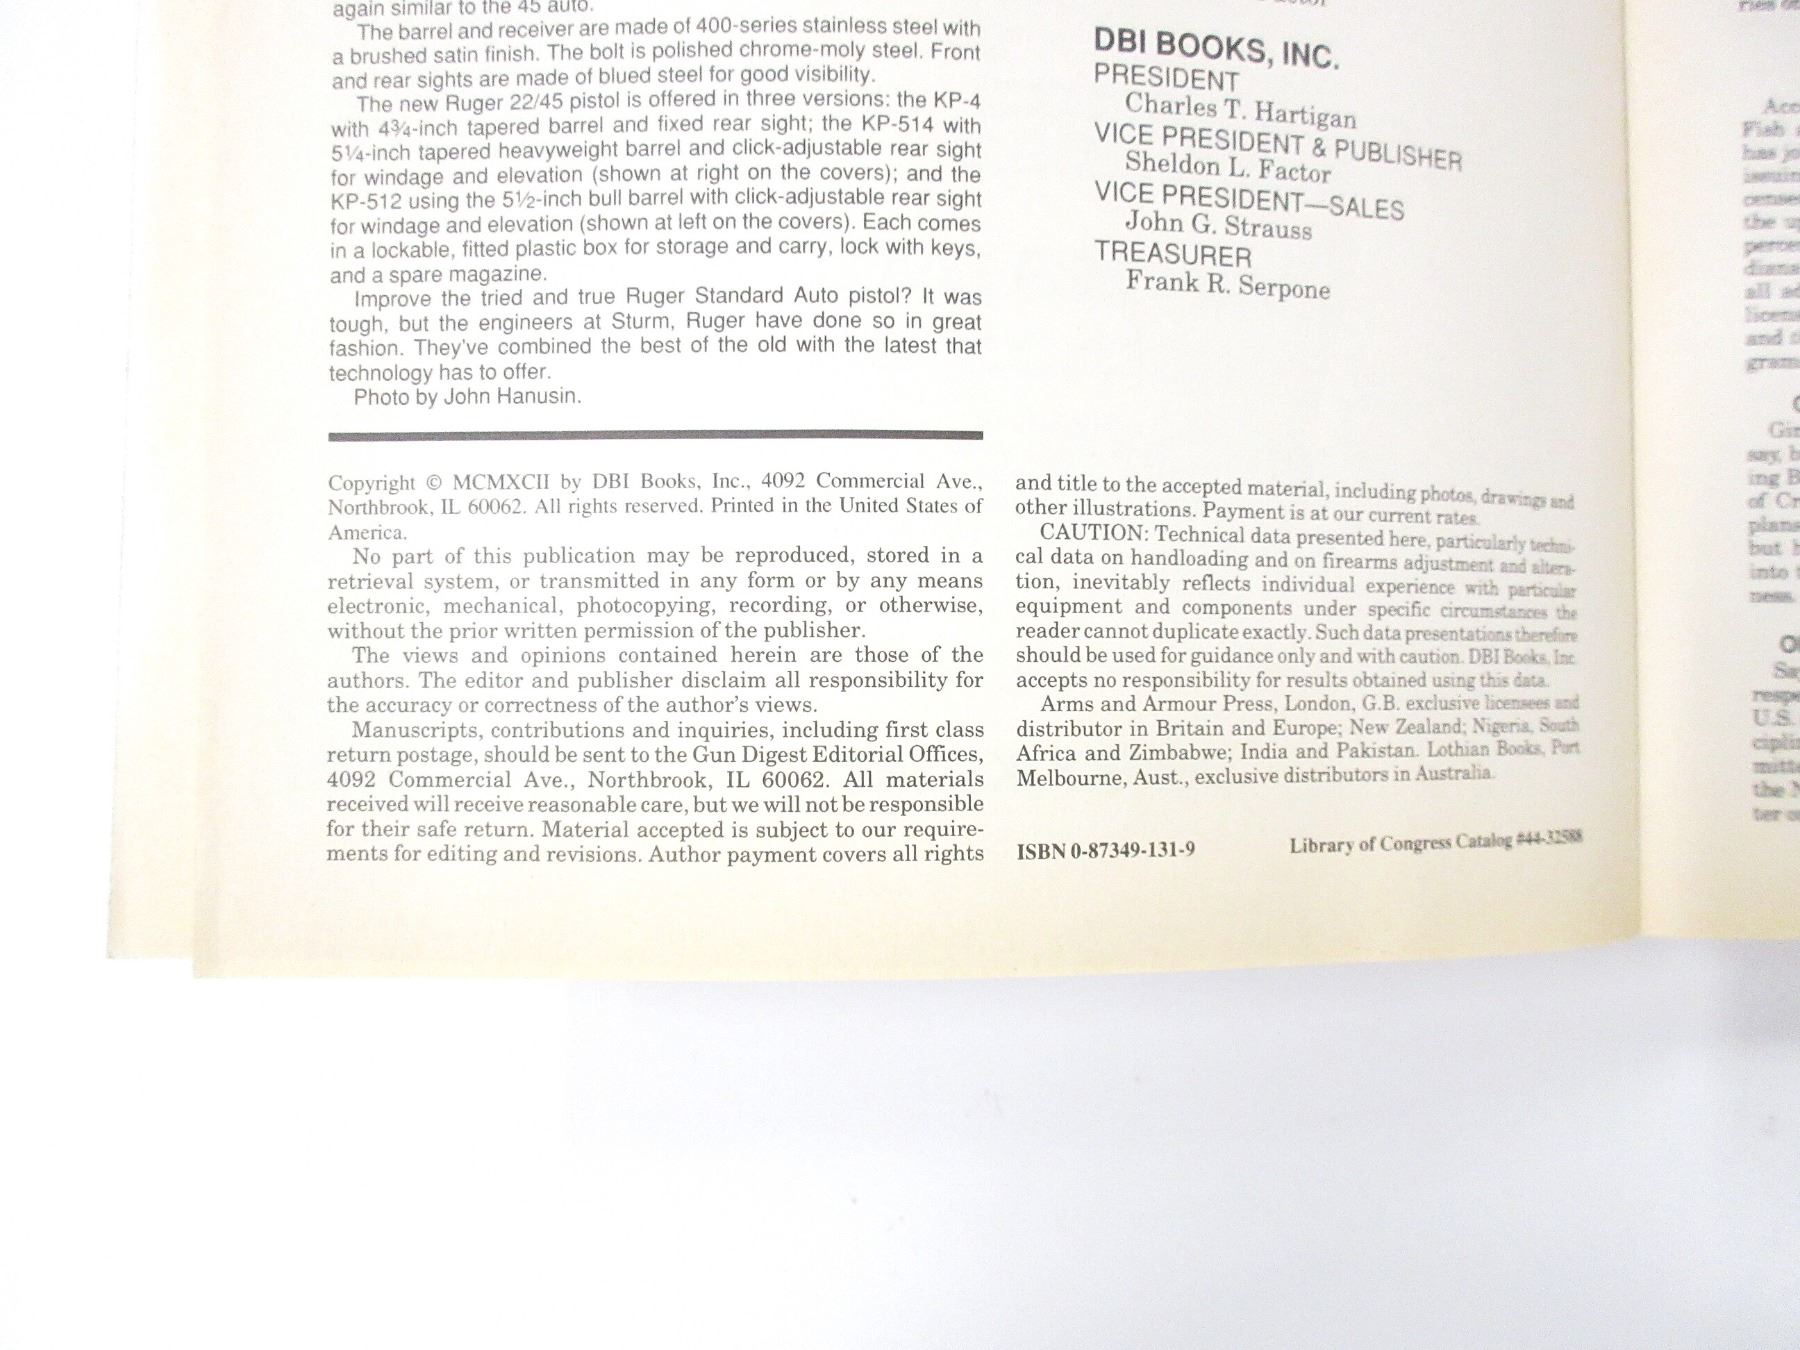 again similar to the 45 auto.
The barrel and receiver are made of 400-series stainless steel with
a brushed satin finish. The bolt is polished chrome-moly steel. Front
and rear sights are made of blued steel for good visibility.
The new Ruger 22/45 pistol is offered in three versions: the KP-4
with 4¾-inch tapered barrel and fixed rear sight; the KP-514 with
5¼-inch tapered heavyweight barrel and click-adjustable rear sight
for windage and elevation (shown at right on the covers); and the
KP-512 using the 5½-inch bull barrel with click-adjustable rear sight
for windage and elevation (shown at left on the covers). Each comes
in a lockable, fitted plastic box for storage and carry, lock with keys,
and a spare magazine.
Improve the tried and true Ruger Standard Auto pistol? It was
tough, but the engineers at Sturm, Ruger have done so in great
fashion. They've combined the best of the old with the latest that
technology has to offer.
Photo by John Hanusin.
DBI BOOKS, INC.
PRESIDENT
Charles T. Hartigan
VICE PRESIDENT & PUBLISHER
Sheldon L. Factor
VICE PRESIDENT—SALES
John G. Strauss
TREASURER
Frank R. Serpone
Copyright © MCMXCII by DBI Books, Inc., 4092 Commercial Ave.,
Northbrook, IL 60062. All rights reserved. Printed in the United States of
America.
No part of this publication may be reproduced, stored in a
retrieval system, or transmitted in any form or by any means
electronic, mechanical, photocopying, recording, or otherwise,
without the prior written permission of the publisher.
The views and opinions contained herein are those of the
authors. The editor and publisher disclaim all responsibility for
the accuracy or correctness of the author's views.
Manuscripts, contributions and inquiries, including first class
return postage, should be sent to the Gun Digest Editorial Offices,
4092 Commercial Ave., Northbrook, IL 60062. All materials
received will receive reasonable care, but we will not be responsible
for their safe return. Material accepted is subject to our require-
ments for editing and revisions. Author payment covers all rights
and title to the accepted material, including photos, drawings and
other illustrations. Payment is at our current rates.
CAUTION: Technical data presented here, particularly techni-
cal data on handloading and on firearms adjustment and altera-
tion, inevitably reflects individual experience with particular
equipment and components under specific circumstances the
reader cannot duplicate exactly. Such data presentations therefore
should be used for guidance only and with caution. DBI Books, Inc.
accepts no responsibility for results obtained using this data.
Arms and Armour Press, London, G.B. exclusive licensees and
distributor in Britain and Europe; New Zealand; Nigeria, South
Africa and Zimbabwe; India and Pakistan. Lothian Books, Port
Melbourne, Aust., exclusive distributors in Australia.
ISBN 0-87349-131-9
Library of Congress Catalog #44-32588
Fish
has
the
all
and
of
but
into
U.S.
the